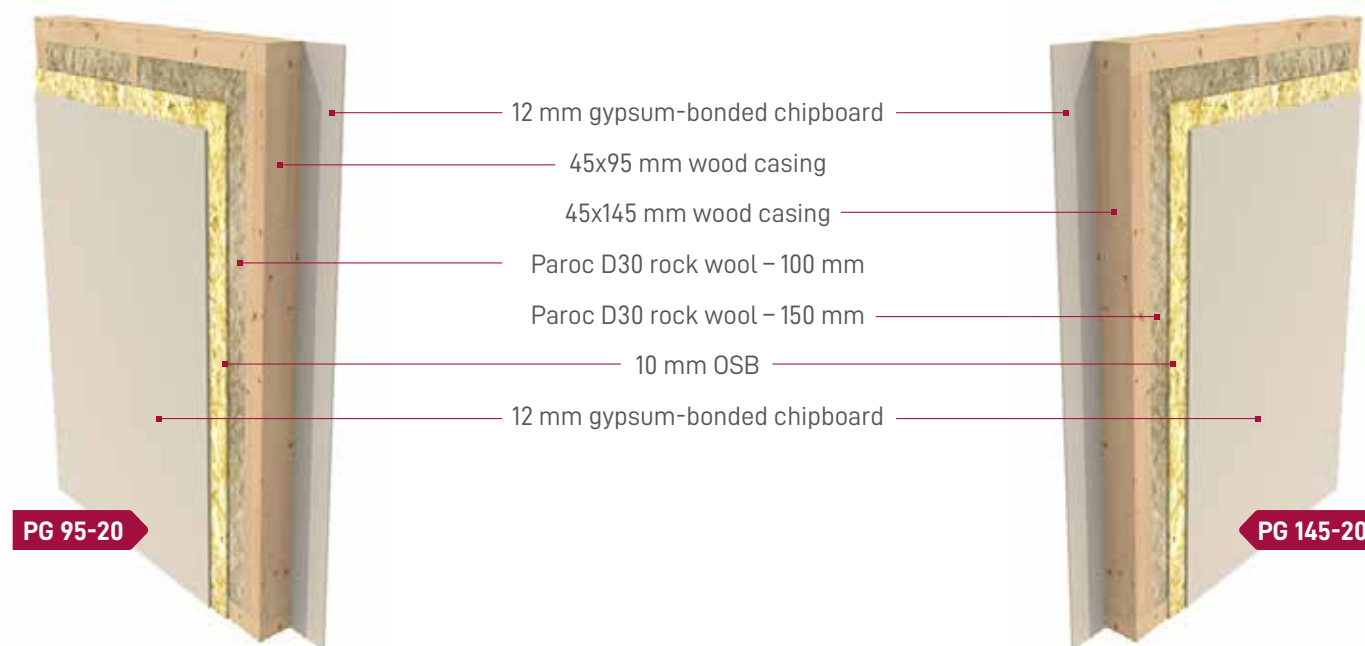 12 mm gypsum-bonded chipboard
45x95 mm wood casing
45x145 mm wood casing
Paroc D30 rock wool – 100 mm
Paroc D30 rock wool – 150 mm
10 mm OSB
12 mm gypsum-bonded chipboard
PG 95-20
PG 145-20